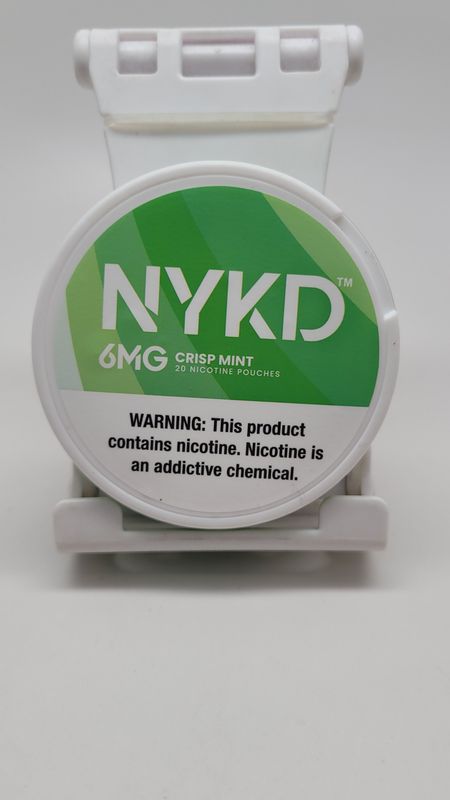 NYKD™
6MG CRISP MINT
20 NICOTINE POUCHES
WARNING: This product
contains nicotine. Nicotine is
an addictive chemical.